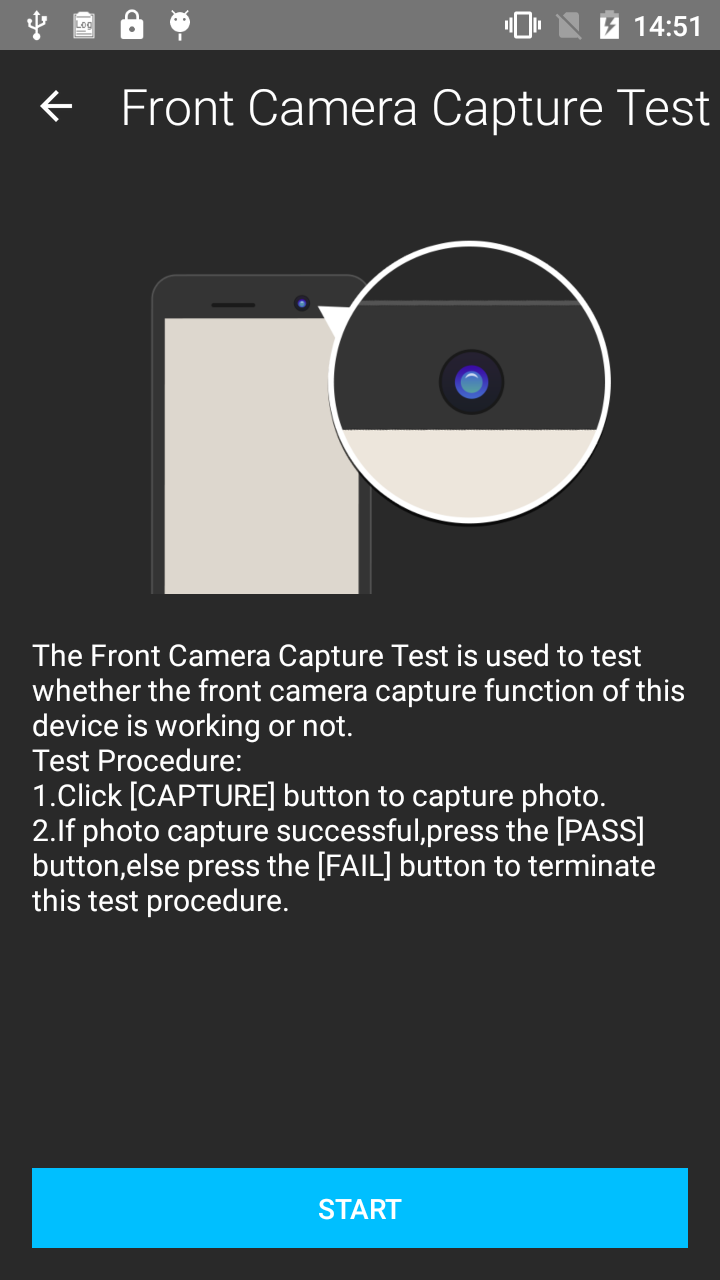 Log
14:51
Front Camera Capture Test
The Front Camera Capture Test is used to test
whether the front camera capture function of this
device is working or not.
Test Procedure:
1.Click [CAPTURE] button to capture photo.
2.If photo capture successful,press the [PASS]
button,else press the [FAIL] button to terminate
this test procedure.
START